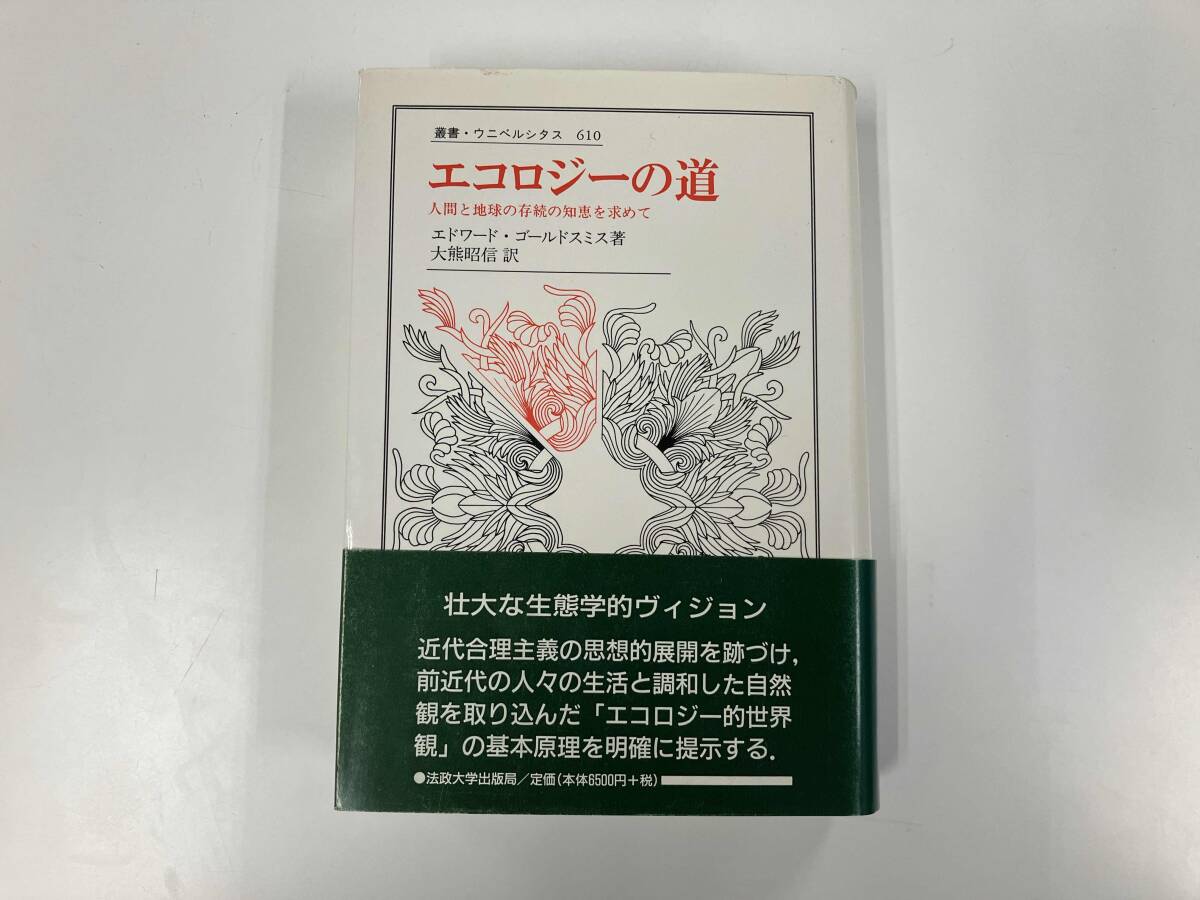 叢書・ウニベルシタス 610
エコロジーの道
人間と地球の存続の知恵を求めて
エドワード・ゴールドスミス著
大熊昭信 訳
壮大な生態学的ヴィジョン
近代合理主義の思想的展開を跡づけ，
前近代の人々の生活と調和した自然
観を取り込んだ「エコロジー的世界
観」の基本原理を明確に提示する．
●法政大学出版局／定価（本体6500円＋税）